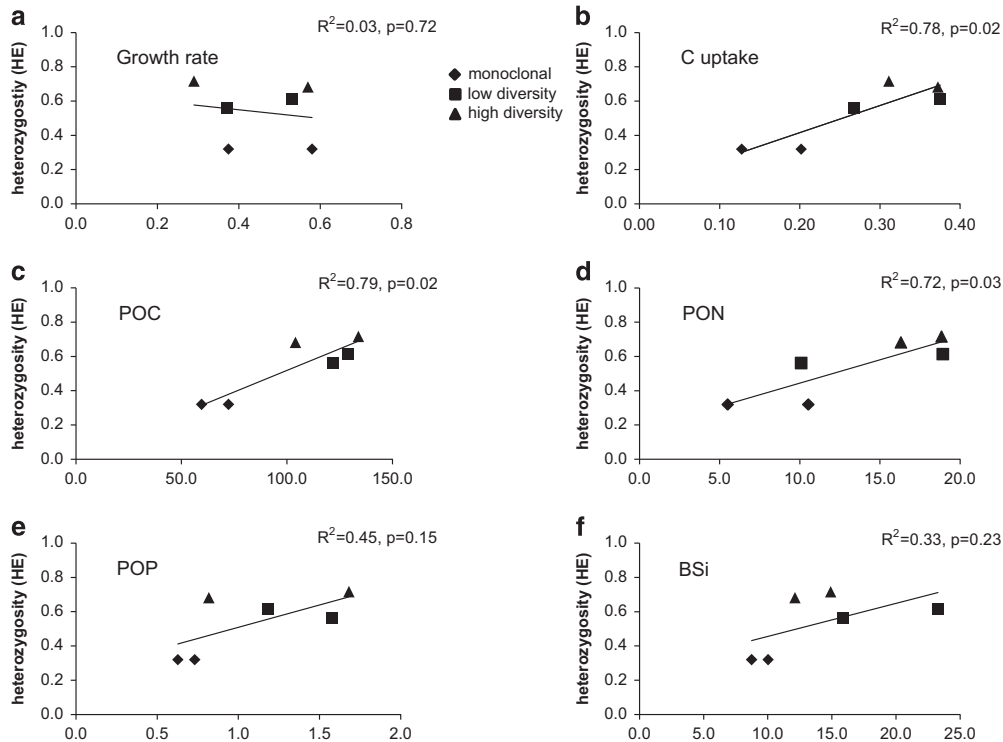 a
R²=0.03, p=0.72
Growth rate
heterozygostiy (HE)
1.0
0.8
0.6
0.4
0.2
0.0
0.0 0.2 0.4 0.6 0.8
monoclonal
low diversity
high diversity
b
R²=0.78, p=0.02
C uptake
heterozygosity (HE)
1.0
0.8
0.6
0.4
0.2
0.0
0.00 0.10 0.20 0.30 0.40
c
R²=0.79, p=0.02
POC
heterozygosity (HE)
1.0
0.8
0.6
0.4
0.2
0.0
0.0 50.0 100.0 150.0
d
R²=0.72, p=0.03
PON
heterozygosity (HE)
1.0
0.8
0.6
0.4
0.2
0.0
0.0 5.0 10.0 15.0 20.0
e
R²=0.45, p=0.15
POP
heterozygosity (HE)
1.0
0.8
0.6
0.4
0.2
0.0
0.0 0.5 1.0 1.5 2.0
f
R²=0.33, p=0.23
BSi
heterozygosity (HE)
1.0
0.8
0.6
0.4
0.2
0.0
0.0 5.0 10.0 15.0 20.0 25.0